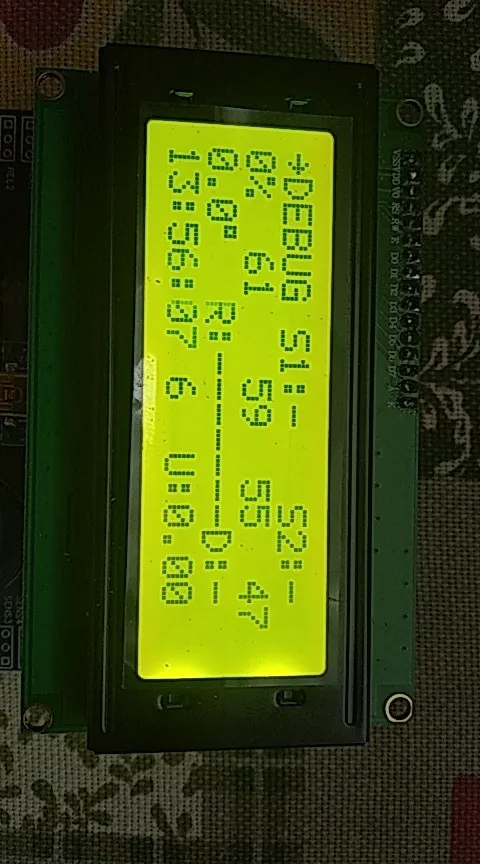 +DEBUG S1:- S2:-
0% 61 59 55 47
0.0° R:-------D:-
13:56:07 6 U:0.00